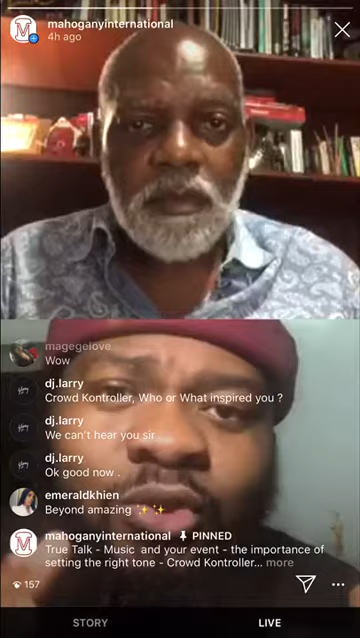 mahoganyinternational
4h ago
magegelove
Wow
dj.larry
Crowd Kontroller, Who or What inspired you ?
dj.larry
We can't hear you sir
dj.larry
Ok good now .
emeraldkhien
Beyond amazing ✨✨
mahoganyinternational PINNED
True Talk - Music and your event - the importance of
setting the right tone - Crowd Kontroller... more
157
STORY LIVE